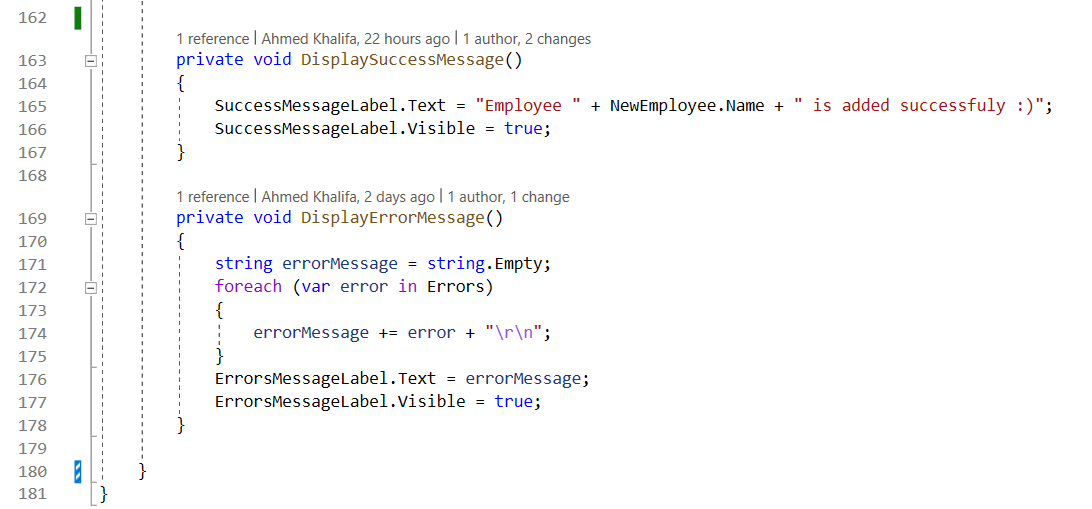 162
1 reference | Ahmed Khalifa, 22 hours ago | 1 author, 2 changes
163 private void DisplaySuccessMessage()
164 {
165 SuccessMessageLabel.Text = "Employee " + NewEmployee.Name + " is added successfuly :)";
166 SuccessMessageLabel.Visible = true;
167 }
168
1 reference | Ahmed Khalifa, 2 days ago | 1 author, 1 change
169 private void DisplayErrorMessage()
170 {
171 string errorMessage = string.Empty;
172 foreach (var error in Errors)
173 {
174 errorMessage += error + "\r\n";
175 }
176 ErrorsMessageLabel.Text = errorMessage;
177 ErrorsMessageLabel.Visible = true;
178 }
179
180 }
181 }